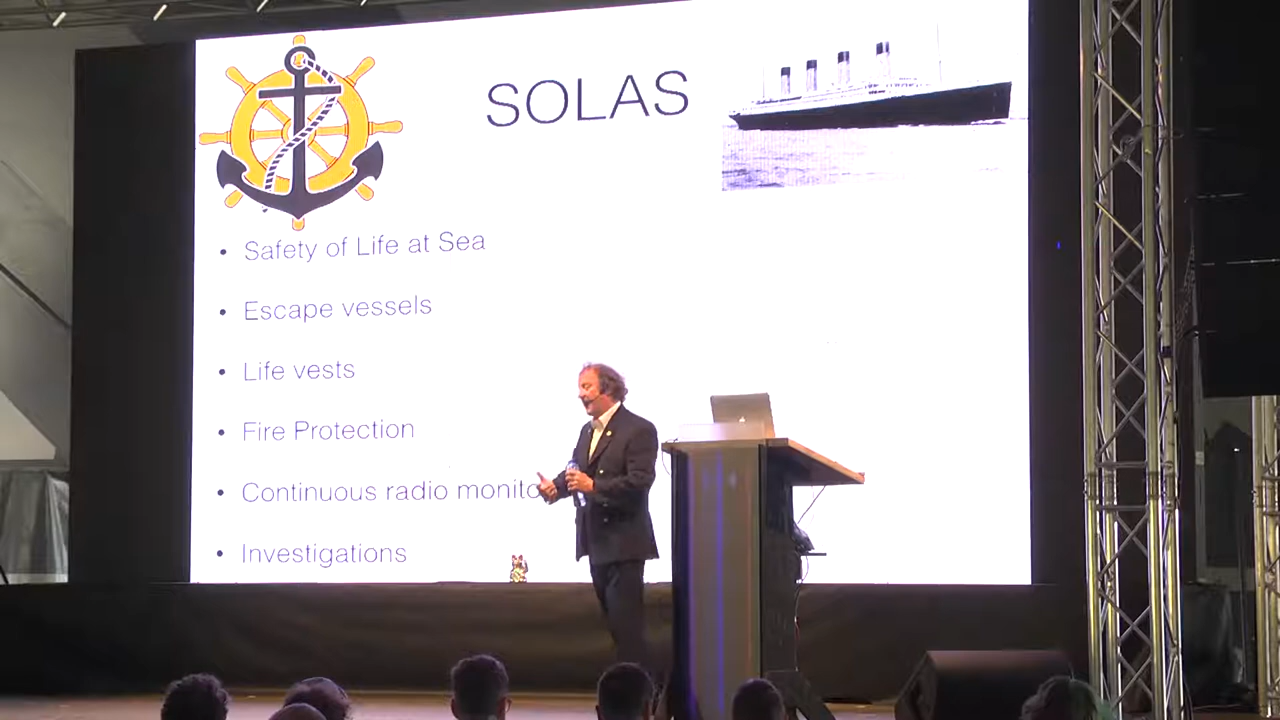 SOLAS
• Safety of Life at Sea
• Escape vessels
• Life vests
• Fire Protection
• Continuous radio monito
• Investigations